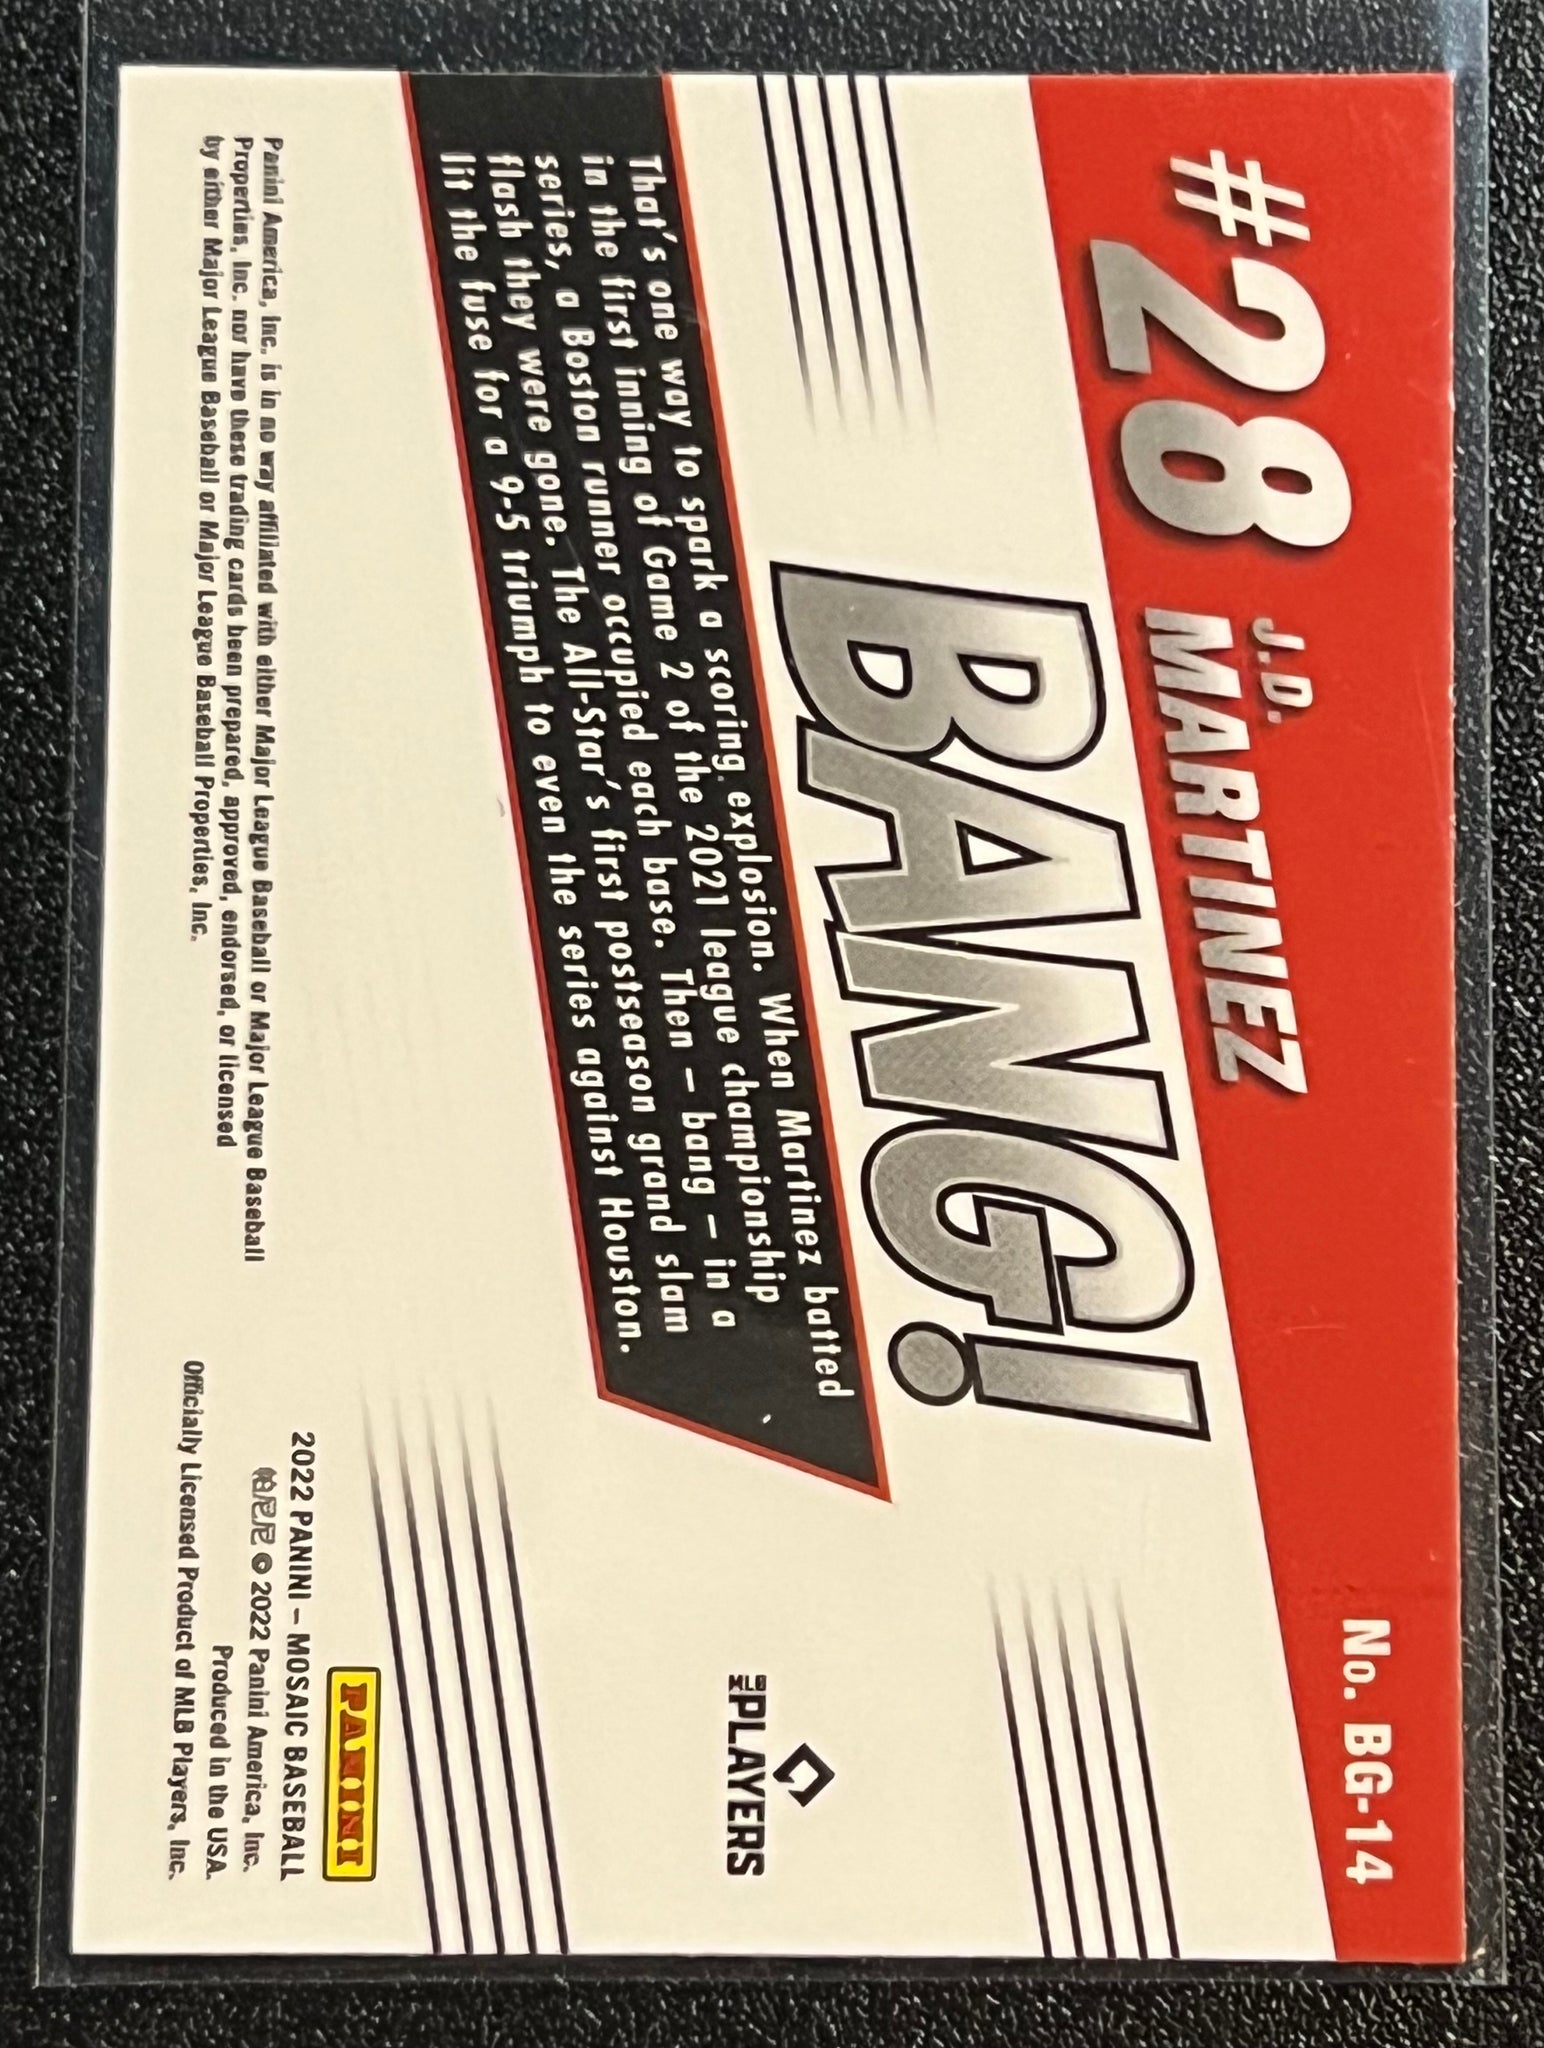 #28 J.D. MARTINEZ
No. BG-14
BANG!
That's one way to spark a scoring explosion. When Martinez batted
in the first inning of Game 2 of the 2021 league championship
series, a Boston runner occupied each base. Then – bang – in a
flash they were gone. The All-Star's first postseason grand slam
lit the fuse for a 9-5 triumph to even the series against Houston.
MLB PLAYERS
PANINI
Panini America, Inc. is in no way affiliated with either Major League Baseball or Major League Baseball
Properties, Inc. nor have these trading cards been prepared, approved, endorsed, or licensed
by either Major League Baseball or Major League Baseball Properties, Inc.
2022 PANINI – MOSAIC BASEBALL
帕尼尼 © 2022 Panini America, Inc.
Produced in the USA.
Officially Licensed Product of MLB Players, Inc.